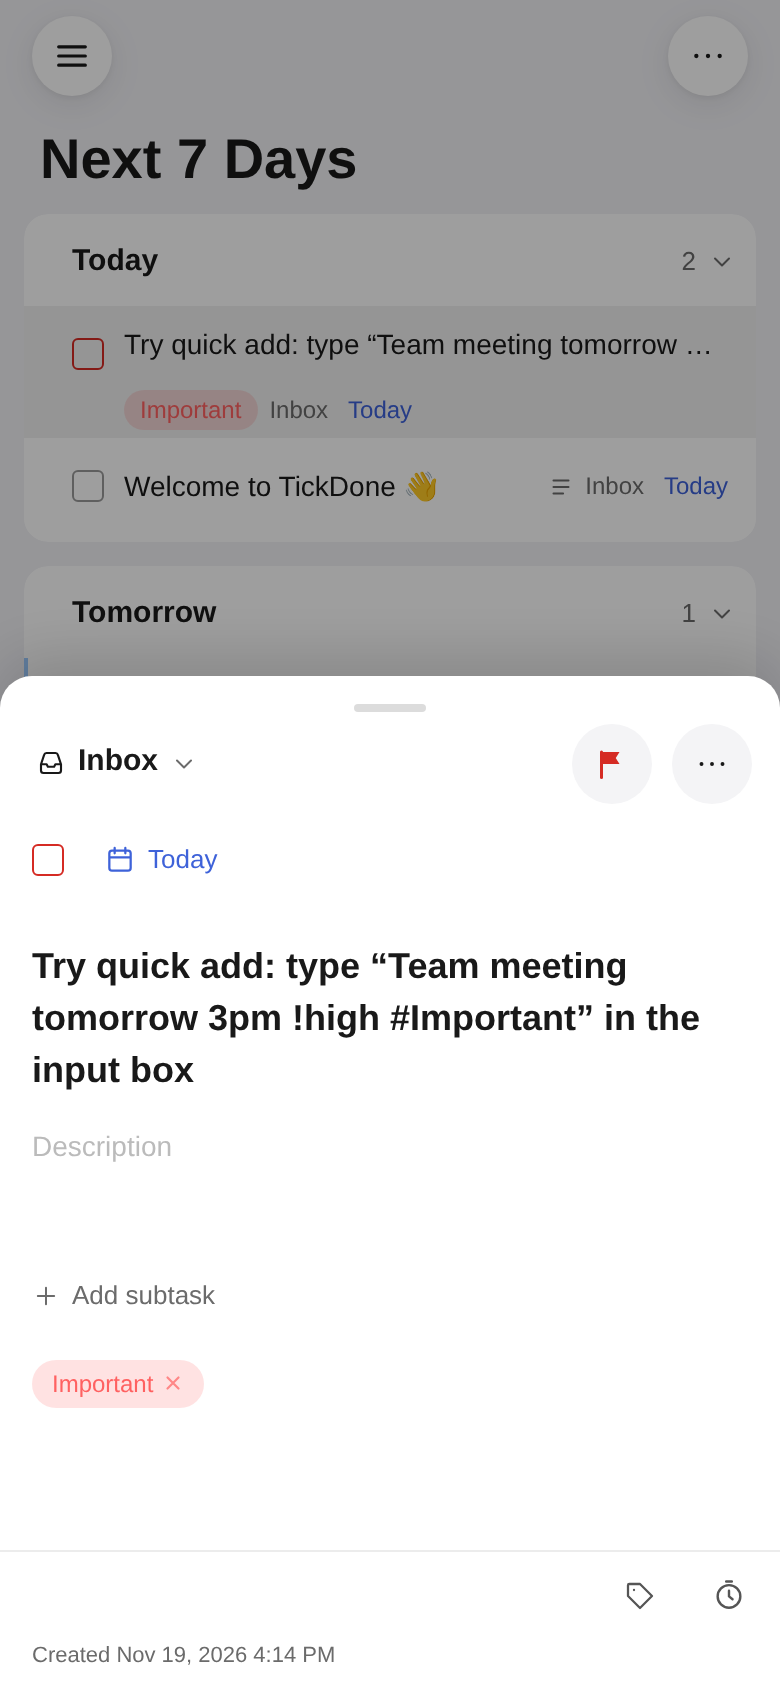 Next 7 Days
Today 2
Try quick add: type “Team meeting tomorrow …
Important Inbox Today
Welcome to TickDone 👋 Inbox Today
Tomorrow 1
Inbox
Today
Try quick add: type “Team meeting
tomorrow 3pm !high #Important” in the
input box
Description
Add subtask
Important
Created Nov 19, 2026 4:14 PM